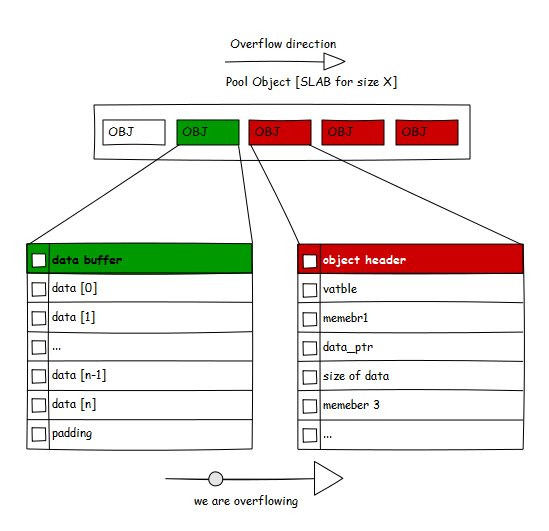 Overflow direction
Pool Object [SLAB for size X]
OBJ OBJ OBJ OBJ OBJ
data buffer
data [0]
data [1]
...
data [n-1]
data [n]
padding
object header
vatble
memebr1
data_ptr
size of data
memeber 3
...
we are overflowing